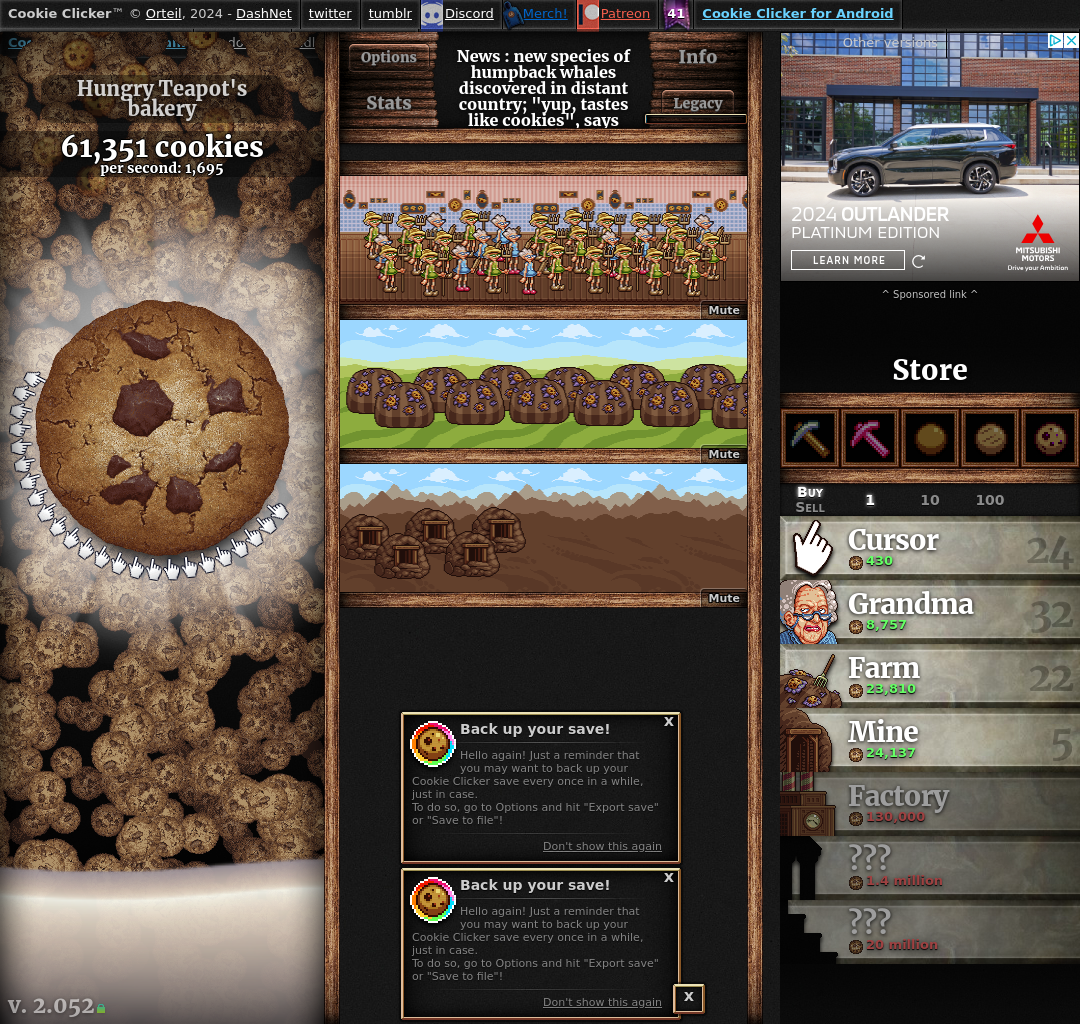 Cookie Clicker™ © Orteil, 2024 - DashNet
twitter
tumblr
Discord
Merch!
Patreon
41
Cookie Clicker for Android
Other versions
Hungry Teapot's
bakery
61,351 cookies
per second: 1,695
v. 2.052
Options
Stats
News : new species of
humpback whales
discovered in distant
country; "yup, tastes
like cookies", says
Info
Legacy
Mute
Mute
Mute
Back up your save!
X
Hello again! Just a reminder that
you may want to back up your
Cookie Clicker save every once in a while,
just in case.
To do so, go to Options and hit "Export save"
or "Save to file"!
Don't show this again
Back up your save!
X
Hello again! Just a reminder that
you may want to back up your
Cookie Clicker save every once in a while,
just in case.
To do so, go to Options and hit "Export save"
or "Save to file"!
Don't show this again
X
2024 OUTLANDER
PLATINUM EDITION
LEARN MORE
MITSUBISHI
MOTORS
Drive your Ambition
^ Sponsored link ^
Store
Buy
Sell
1
10
100
Cursor
430
24
Grandma
8,757
32
Farm
23,810
22
Mine
24,137
5
Factory
130,000
???
1.4 million
???
20 million